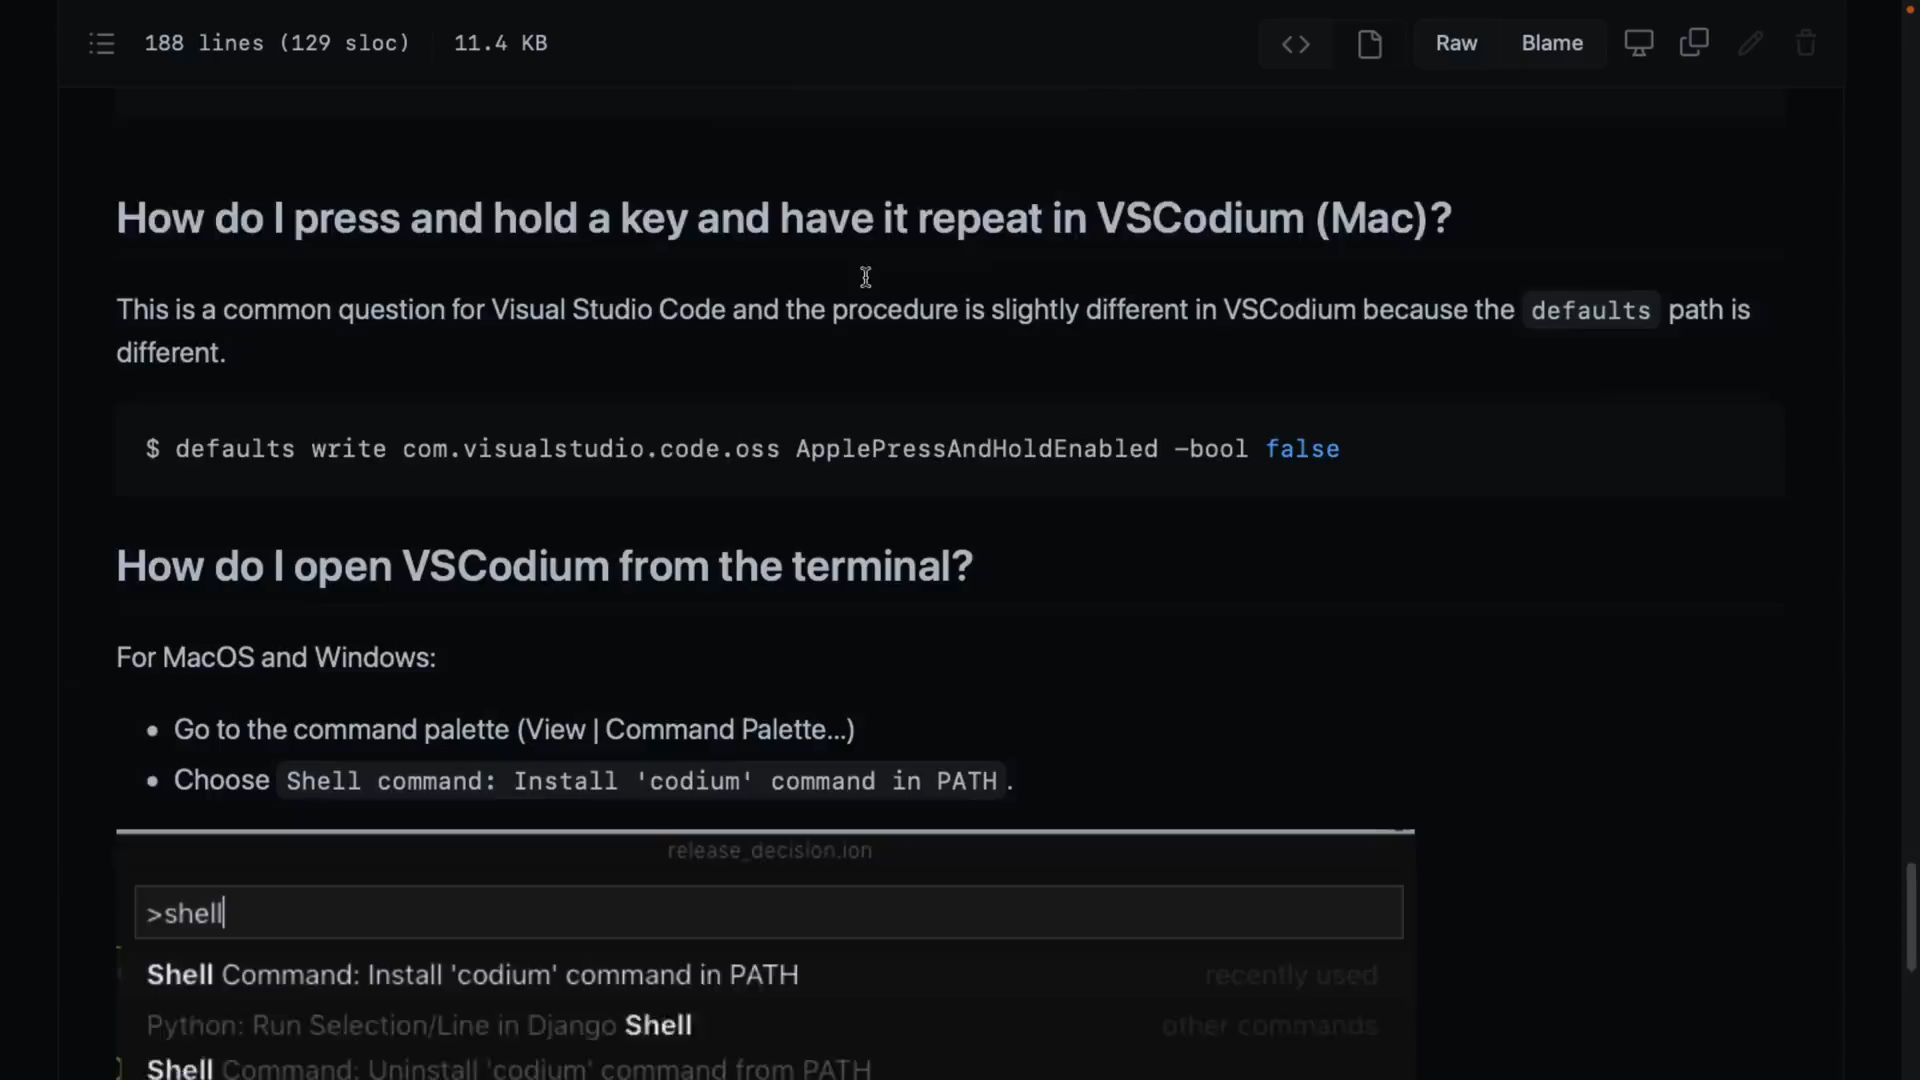 188 lines (129 sloc) 11.4 KB Raw Blame
How do I press and hold a key and have it repeat in VSCodium (Mac)?
This is a common question for Visual Studio Code and the procedure is slightly different in VSCodium because the defaults path is
different.
$ defaults write com.visualstudio.code.oss ApplePressAndHoldEnabled -bool false
How do I open VSCodium from the terminal?
For MacOS and Windows:
• Go to the command palette (View | Command Palette...)
• Choose Shell command: Install 'codium' command in PATH.
release_decision.ion
>shell
Shell Command: Install 'codium' command in PATH recently used
Python: Run Selection/Line in Django Shell other commands
Shell Command: Uninstall 'codium' command from PATH